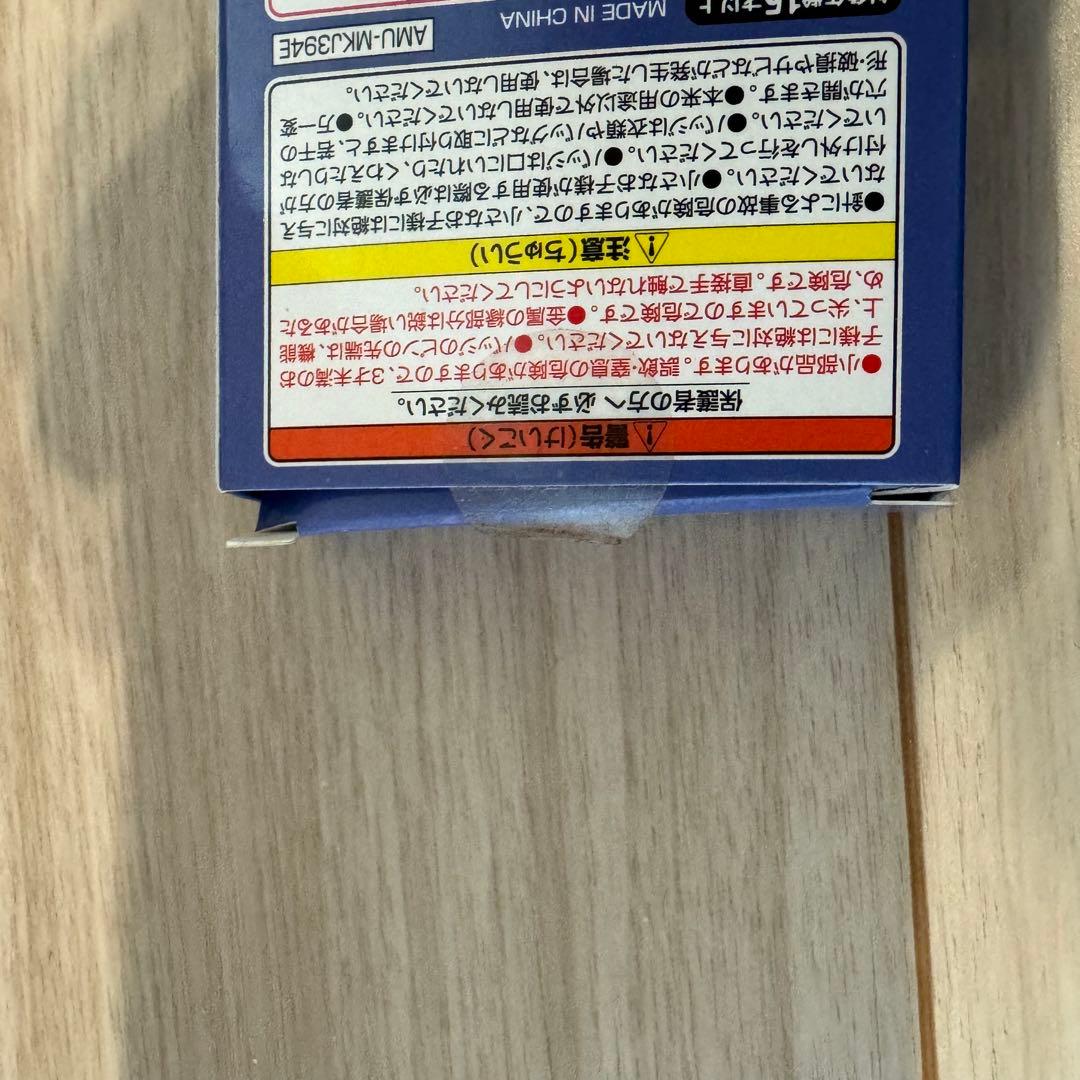 ⚠警告(けいこく)
保護者の方へ 必ずお読みください。
●小部品があります。誤飲・窒息の危険がありますので、3才未満のお
子様には絶対に与えないでください。●バッジのピンの先端は、機能
上、尖っていますので危険です。●金属の縁部分は鋭い場合があるた
め、危険です。直接手で触れないようにしてください。
⚠注意(ちゅうい)
●針による事故の危険がありますので、小さなお子様には絶対に与え
ないでください。●小さなお子様が使用する際は必ず保護者の方が
付け外しを行ってください。●バッジは口にいれたり、くわえたりしな
いでください。●バッジは衣類やバッグなどに取り付けますと、若干の
穴が開きます。●本来の用途以外で使用しないでください。●万一変
形・破損やサビなどが発生した場合は、使用しないでください。
対象年齢15才以上
MADE IN CHINA
AMU-MKJ394E